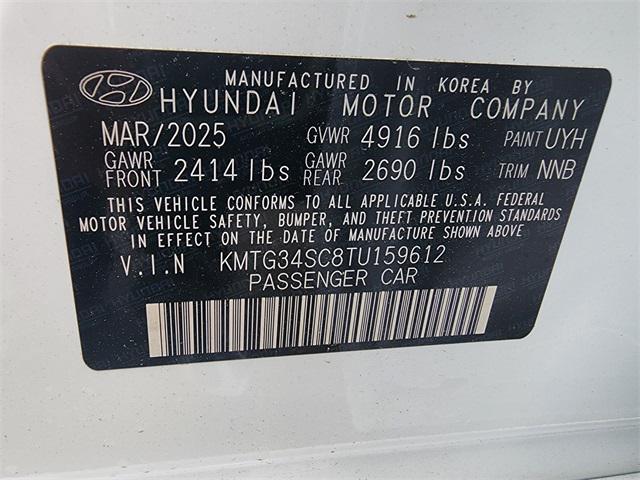 MANUFACTURED IN KOREA BY
HYUNDAI MOTOR COMPANY
MAR/2025 GVWR 4916 lbs PAINT UYH
GAWR FRONT 2414 lbs GAWR REAR 2690 lbs TRIM NNB
THIS VEHICLE CONFORMS TO ALL APPLICABLE U.S.A. FEDERAL
MOTOR VEHICLE SAFETY, BUMPER, AND THEFT PREVENTION STANDARDS
IN EFFECT ON THE DATE OF MANUFACTURE SHOWN ABOVE.
V.I.N KMTG34SC8TU159612
PASSENGER CAR